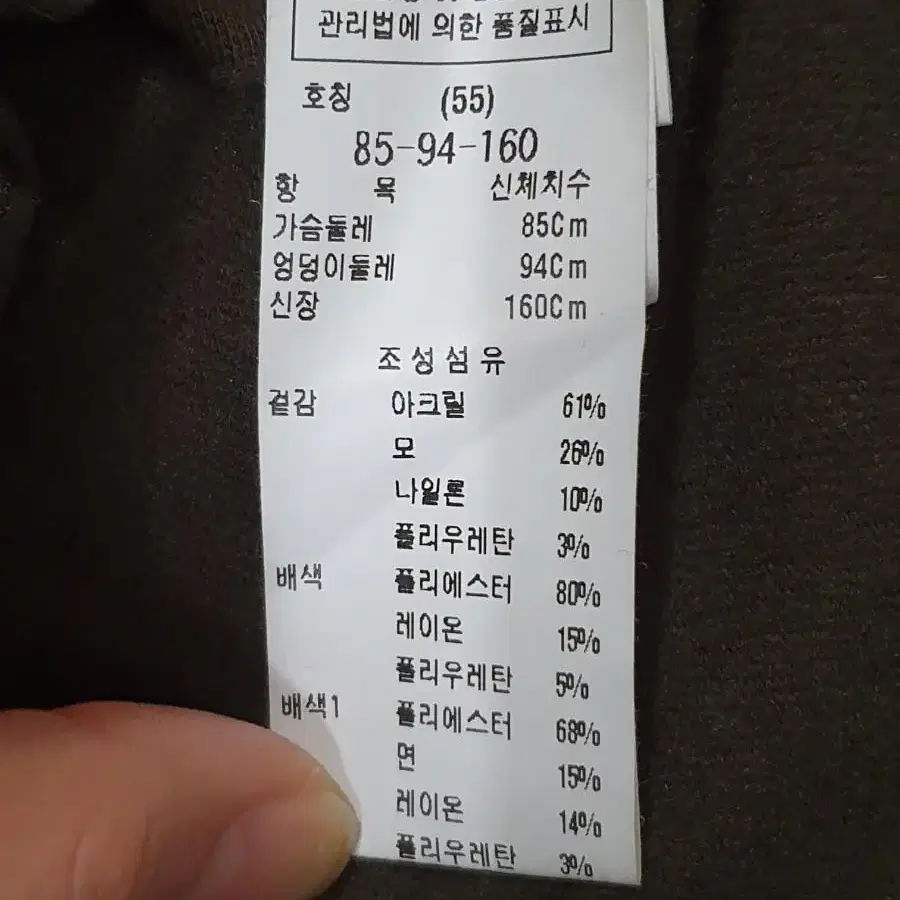 관리법에 의한 품질표시
호칭 (55)
85-94-160
항 목 신체치수
가슴둘레 85Cm
엉덩이둘레 94Cm
신장 160Cm
조성섬유
겉감 아크릴 61%
모 26%
나일론 10%
폴리우레탄 3%
배색 폴리에스터 80%
레이온 15%
폴리우레탄 5%
배색1 폴리에스터 68%
면 15%
레이온 14%
폴리우레탄 3%